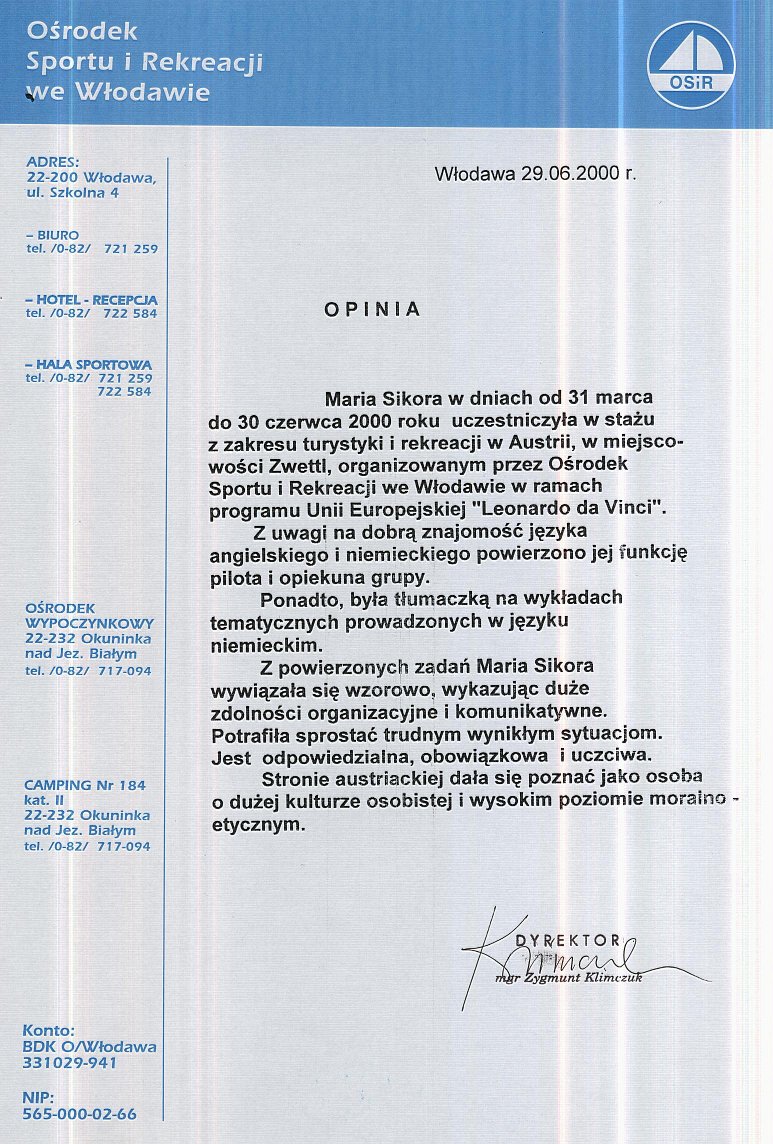 Ośrodek
Sportu i Rekreacji
we Włodawie
OSiR
ADRES:
22-200 Włodawa,
ul. Szkolna 4
– BIURO
tel. /0-82/ 721 259
– HOTEL - RECEPCJA
tel. /0-82/ 722 584
– HALA SPORTOWA
tel. /0-82/ 721 259
722 584
OŚRODEK
WYPOCZYNKOWY
22-232 Okuninka
nad Jez. Białym
tel. /0-82/ 717-094
CAMPING Nr 184
kat. II
22-232 Okuninka
nad Jez. Białym
tel. /0-82/ 717-094
Konto:
BDK O/Włodawa
331029-941
NIP:
565-000-02-66
Włodawa 29.06.2000 r.
O P I N I A
Maria Sikora w dniach od 31 marca
do 30 czerwca 2000 roku uczestniczyła w stażu
z zakresu turystyki i rekreacji w Austrii, w miejsco-
wości Zwettl, organizowanym przez Ośrodek
Sportu i Rekreacji we Włodawie w ramach
programu Unii Europejskiej "Leonardo da Vinci".
Z uwagi na dobrą znajomość języka
angielskiego i niemieckiego powierzono jej funkcję
pilota i opiekuna grupy.
Ponadto, była tłumaczką na wykładach
tematycznych prowadzonych w języku
niemieckim.
Z powierzonych zadań Maria Sikora
wywiązała się wzorowo, wykazując duże
zdolności organizacyjne i komunikatywne.
Potrafiła sprostać trudnym wynikłym sytuacjom.
Jest odpowiedzialna, obowiązkowa i uczciwa.
Stronie austriackiej dała się poznać jako osoba
o dużej kulturze osobistej i wysokim poziomie moralno -
etycznym.
DYREKTOR
mgr Zygmunt Klimczuk